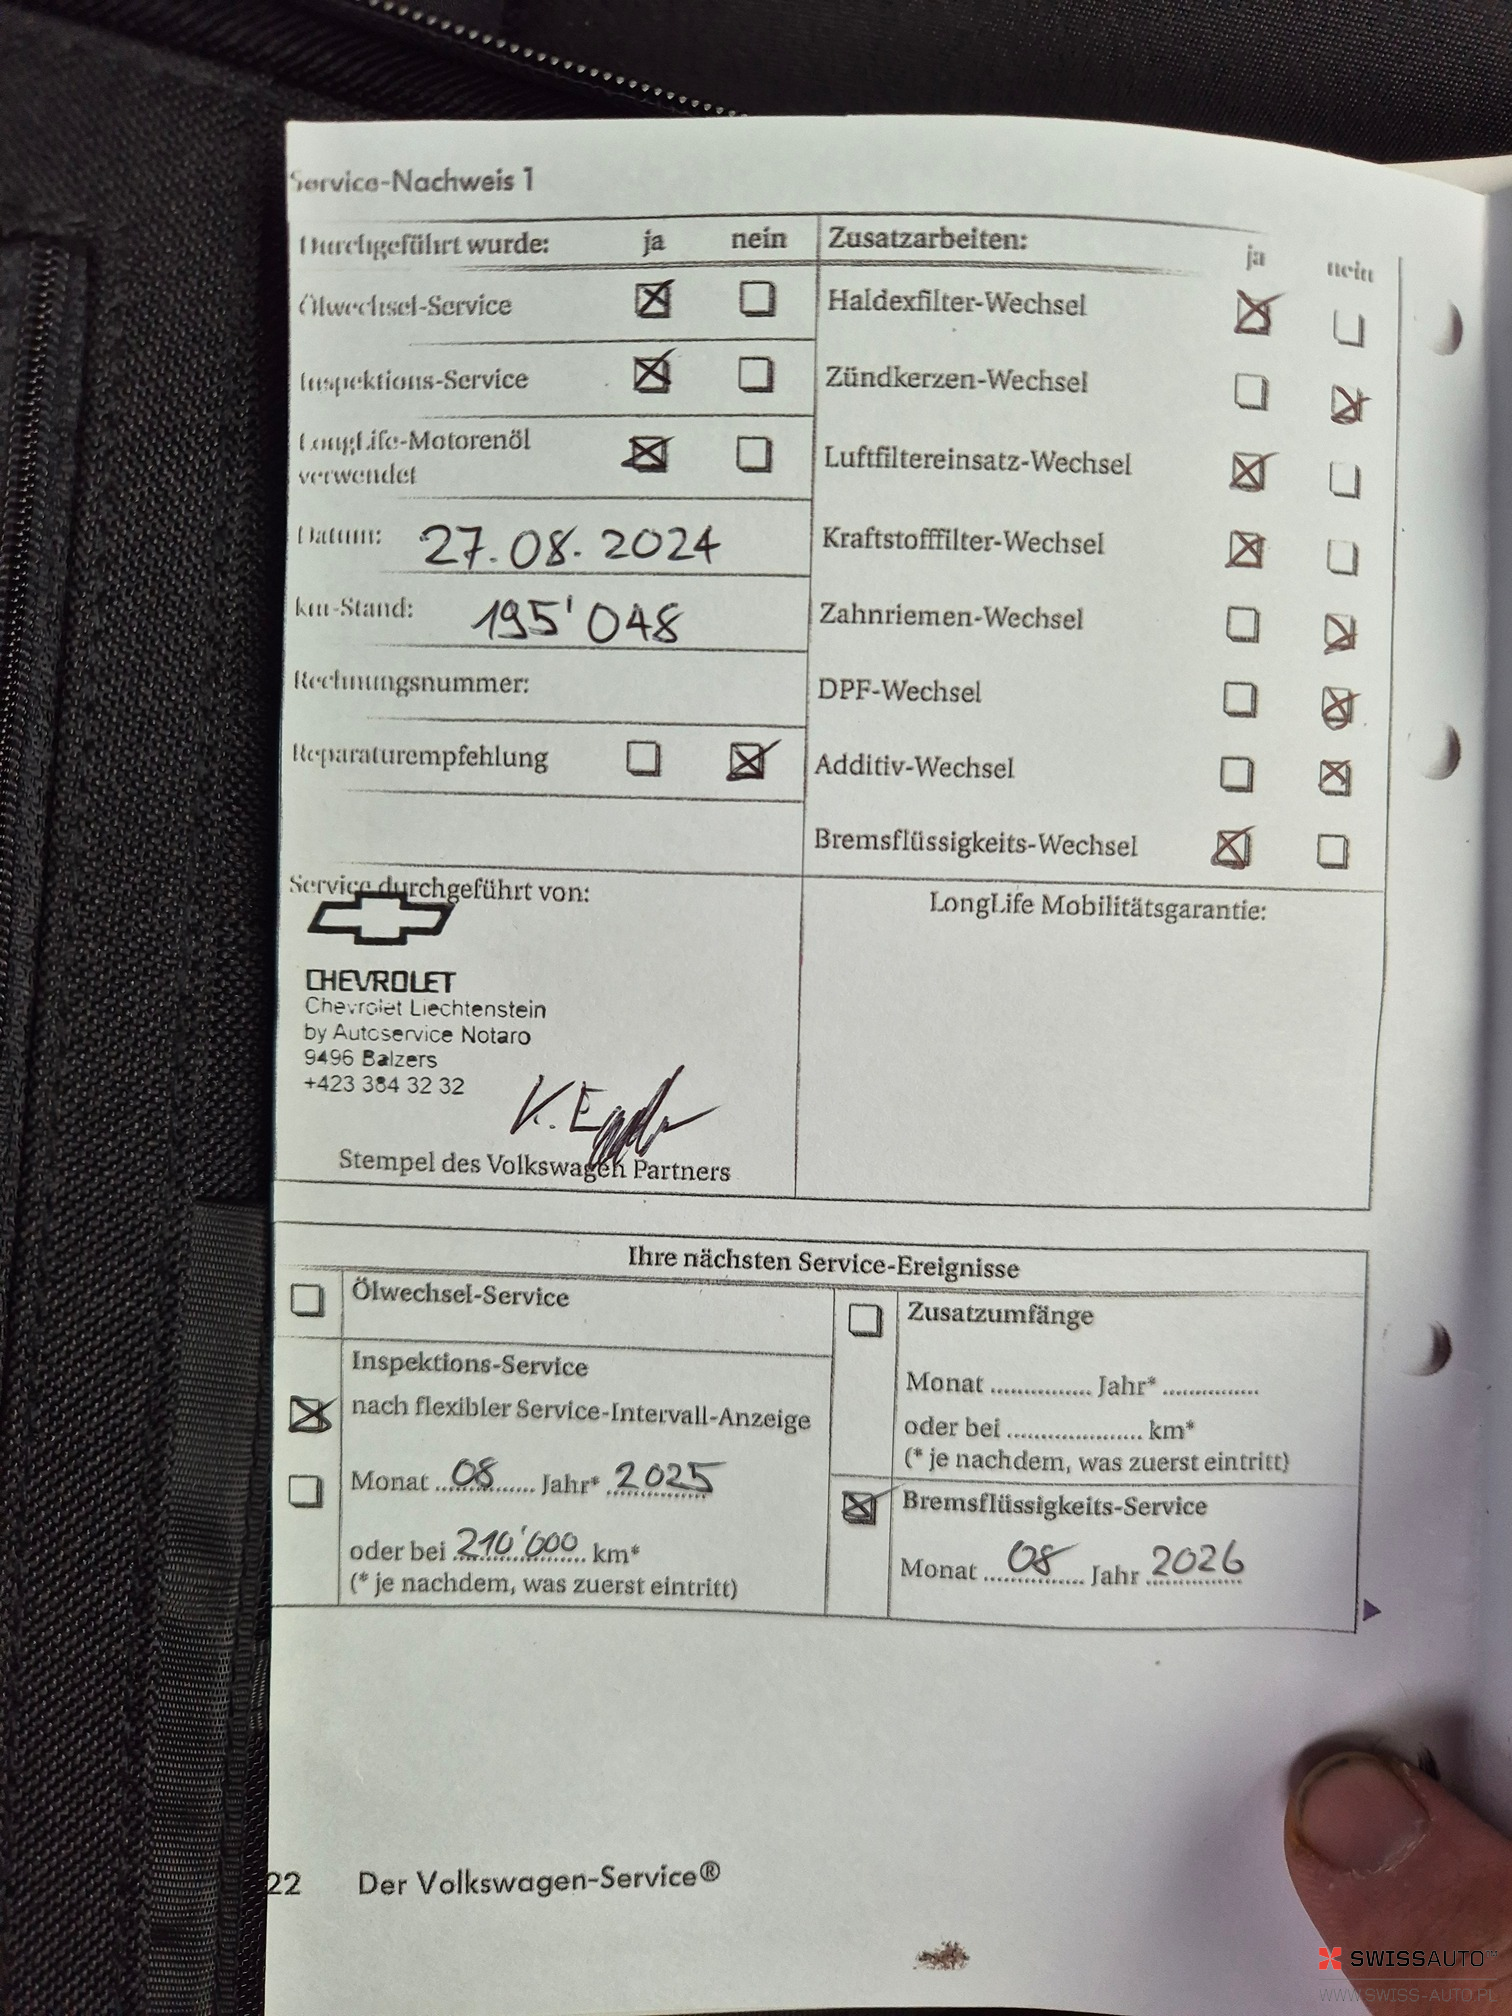 Service-Nachweis 1
Durchgeführt wurde: ja nein
Ölwechsel-Service
Inspektions-Service
LongLife-Motorenöl
verwendet
Datum: 27.08.2024
km-Stand: 195'048
Rechnungsnummer:
Reparaturempfehlung
Zusatzarbeiten: ja nein
Haldexfilter-Wechsel
Zündkerzen-Wechsel
Luftfiltereinsatz-Wechsel
Kraftstofffilter-Wechsel
Zahnriemen-Wechsel
DPF-Wechsel
Additiv-Wechsel
Bremsflüssigkeits-Wechsel
Service durchgeführt von:
CHEVROLET
Chevrolet Liechtenstein
by Autoservice Notaro
9496 Balzers
+423 384 32 32
Stempel des Volkswagen Partners
LongLife Mobilitätsgarantie:
Ihre nächsten Service-Ereignisse
Ölwechsel-Service
Inspektions-Service
nach flexibler Service-Intervall-Anzeige
Monat 08 Jahr* 2025
oder bei 210'000 km*
(* je nachdem, was zuerst eintritt)
Zusatzumfänge
Monat ............... Jahr* ...............
oder bei ..................... km*
(* je nachdem, was zuerst eintritt)
Bremsflüssigkeits-Service
Monat 08 Jahr 2026
22 Der Volkswagen-Service®
SWISSAUTO
WWW.SWISS-AUTO.PL